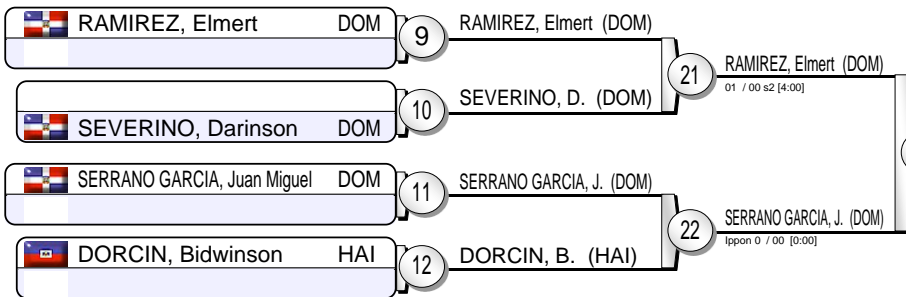 RAMIREZ, Elmert DOM
9
RAMIREZ, Elmert (DOM)
21
RAMIREZ, Elmert (DOM)
01 / 00 s2 [4:00]
10
SEVERINO, D. (DOM)
SEVERINO, Darinson DOM
SERRANO GARCIA, Juan Miguel DOM
11
SERRANO GARCIA, J. (DOM)
22
SERRANO GARCIA, J. (DOM)
Ippon 0 / 00 [0:00]
DORCIN, Bidwinson HAI
12
DORCIN, B. (HAI)